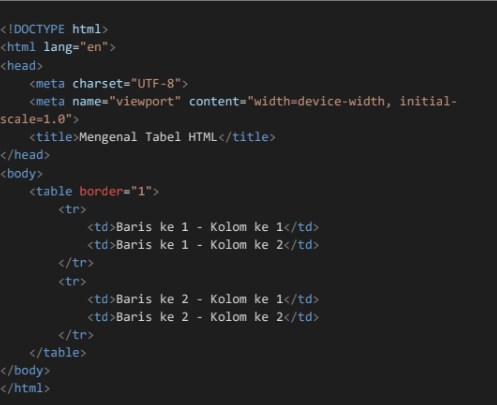 <!DOCTYPE html>
<html lang="en">
<head>
    <meta charset="UTF-8">
    <meta name="viewport" content="width=device-width, initial-
scale=1.0">
    <title>Mengenal Tabel HTML</title>
</head>
<body>
    <table border="1">
        <tr>
            <td>Baris ke 1 - Kolom ke 1</td>
            <td>Baris ke 1 - Kolom ke 2</td>
        </tr>
        <tr>
            <td>Baris ke 2 - Kolom ke 1</td>
            <td>Baris ke 2 - Kolom ke 2</td>
        </tr>
    </table>
</body>
</html>